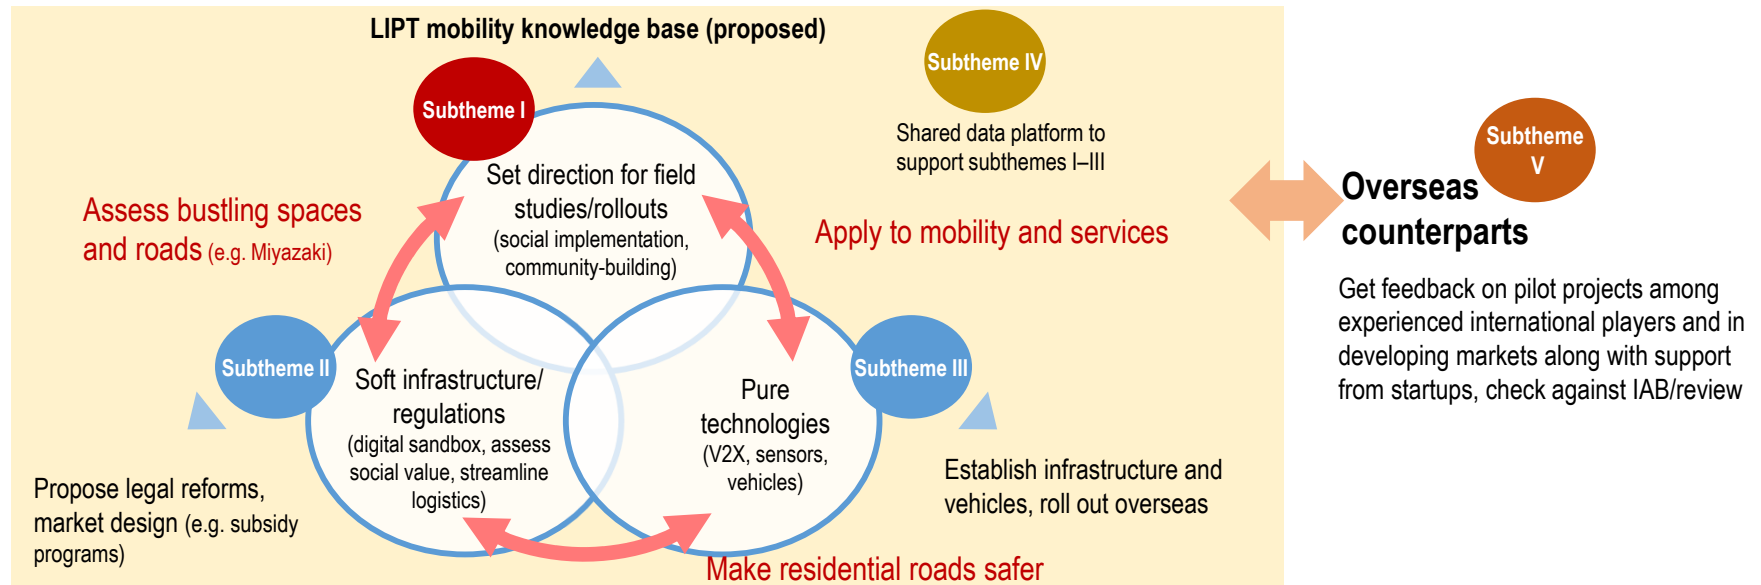 LIPT mobility knowledge base (proposed)
Subtheme IV
Subtheme I
Shared data platform to
support subthemes I–III
Subtheme
V
Set direction for field
studies/rollouts
(social implementation,
community-building)
Assess bustling spaces
and roads (e.g. Miyazaki)
Apply to mobility and services
Overseas
counterparts
Get feedback on pilot projects among
experienced international players and in
developing markets along with support
from startups, check against IAB/review
Subtheme II
Soft infrastructure/
regulations
(digital sandbox, assess
social value, streamline
logistics)
Subtheme III
Pure
technologies
(V2X, sensors,
vehicles)
Propose legal reforms,
market design (e.g. subsidy
programs)
Establish infrastructure and
vehicles, roll out overseas
Make residential roads safer